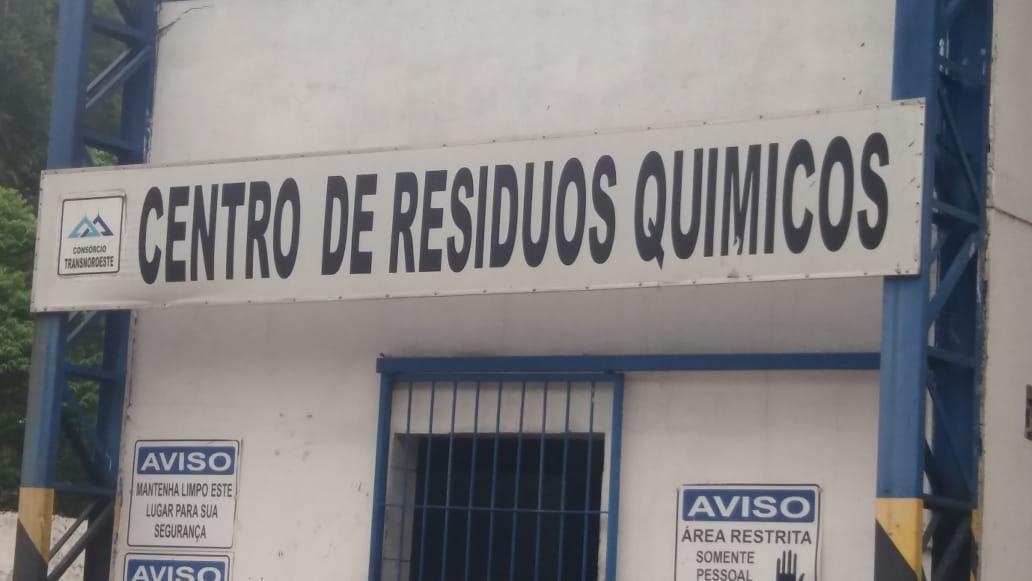 CENTRO DE RESIDUOS QUIMICOS
CONSÓRCIO
TRANSNOROESTE
AVISO
MANTENHA LIMPO ESTE
LUGAR PARA SUA
SEGURANÇA
AVISO
AVISO
ÁREA RESTRITA
SOMENTE
PESSOAL